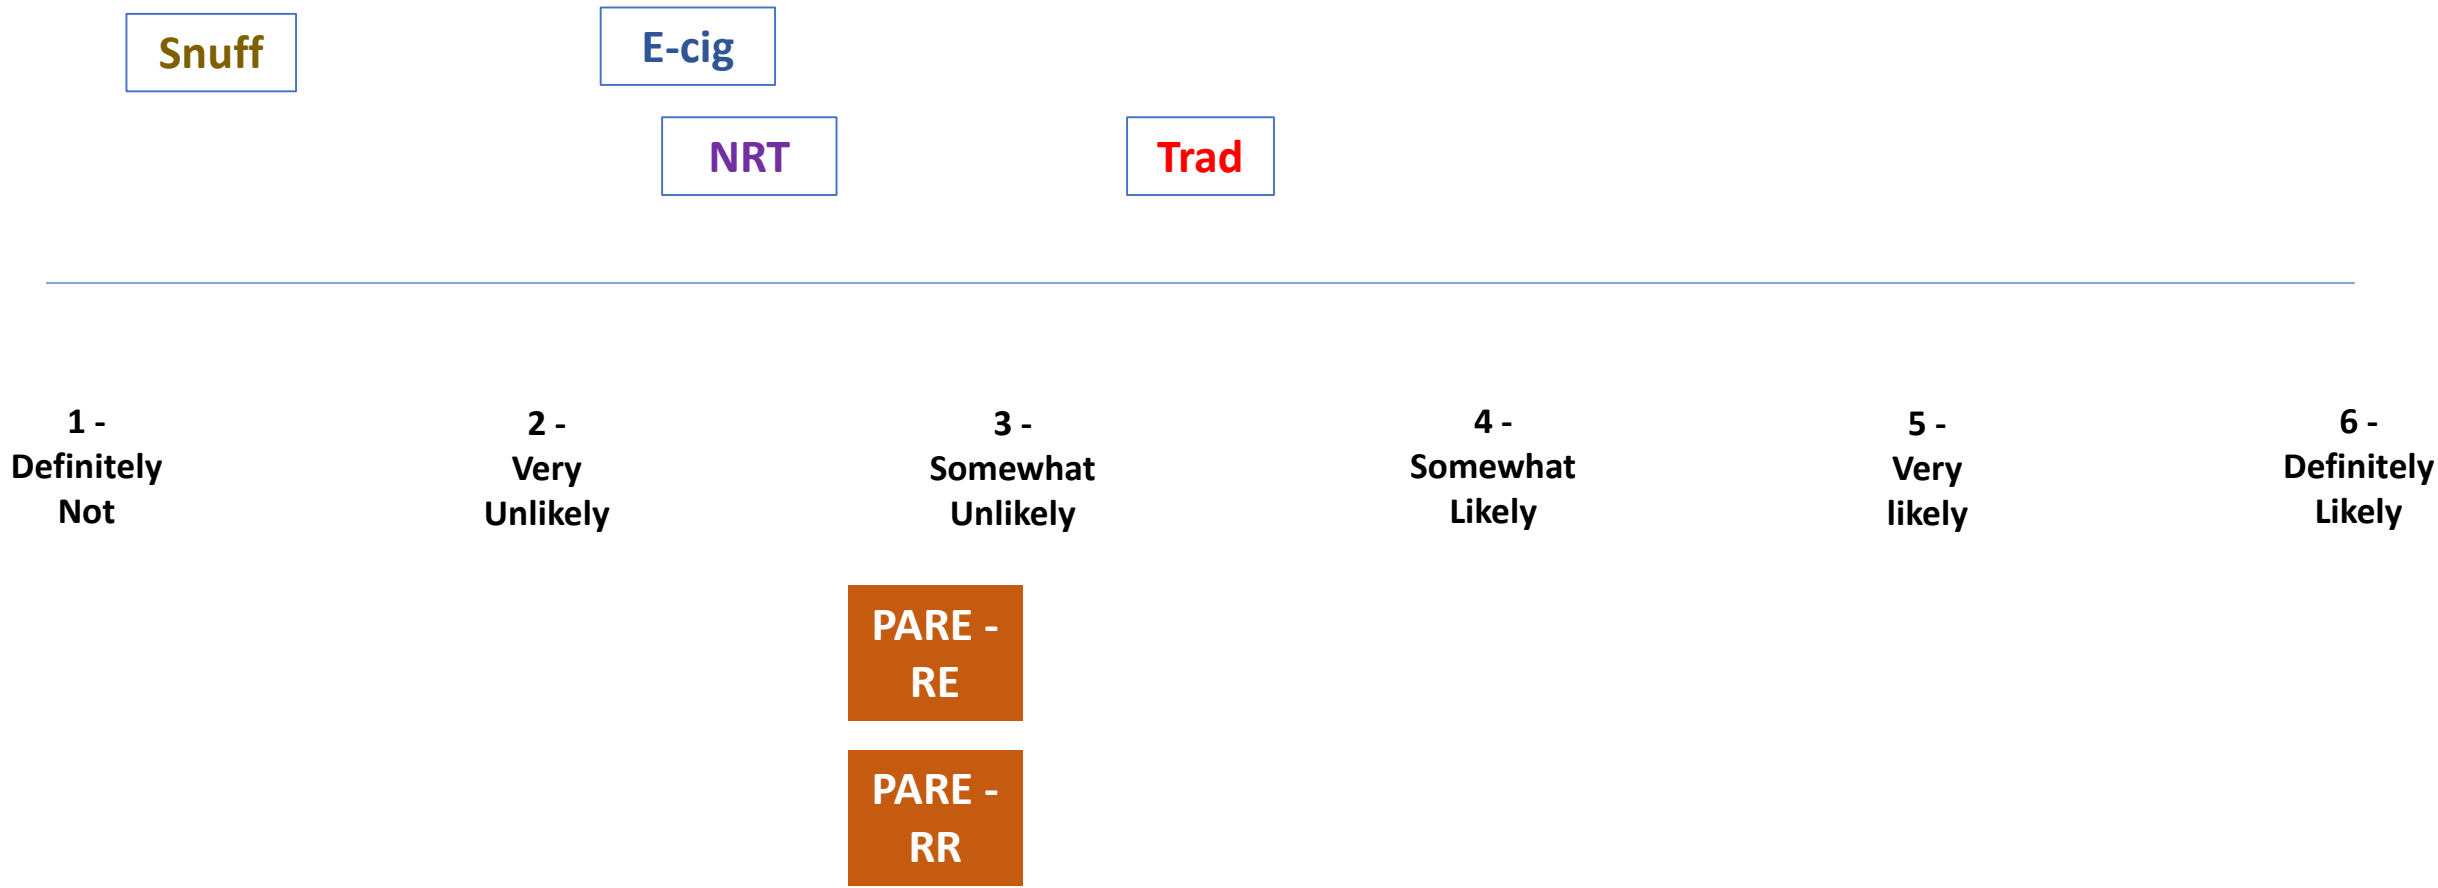 Snuff
E-cig
NRT
Trad
1 -
Definitely
Not
2 -
Very
Unlikely
3 -
Somewhat
Unlikely
4 -
Somewhat
Likely
5 -
Very
likely
6 -
Definitely
Likely
PARE -
RE
PARE -
RR